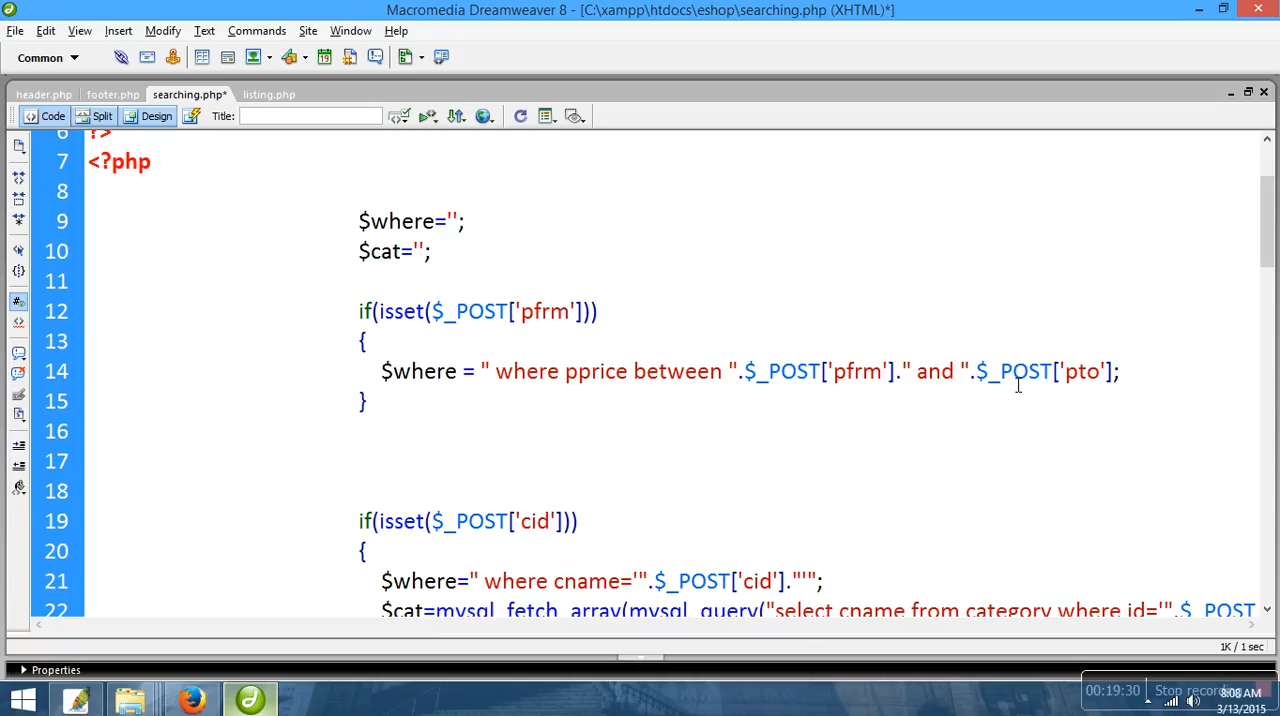 Macromedia Dreamweaver 8 - [C:\xampp\htdocs\eshop\searching.php (XHTML)*]
File Edit View Insert Modify Text Commands Site Window Help
Common
header.php footer.php searching.php* listing.php
Code Split Design Title:
6 ?>
7 <?php
8
9 $where='';
10 $cat='';
11
12 if(isset($_POST['pfrm']))
13 {
14 $where = " where pprice between ".$_POST['pfrm']." and ".$_POST['pto'];
15 }
16
17
18
19 if(isset($_POST['cid']))
20 {
21 $where=" where cname='".$_POST['cid']."'";
22 $cat=mysql_fetch_array(mysql_query("select cname from category where id='".$_POST
1K / 1 sec
Properties
00:19:30 Stop recording 8:08 AM
3/13/2015